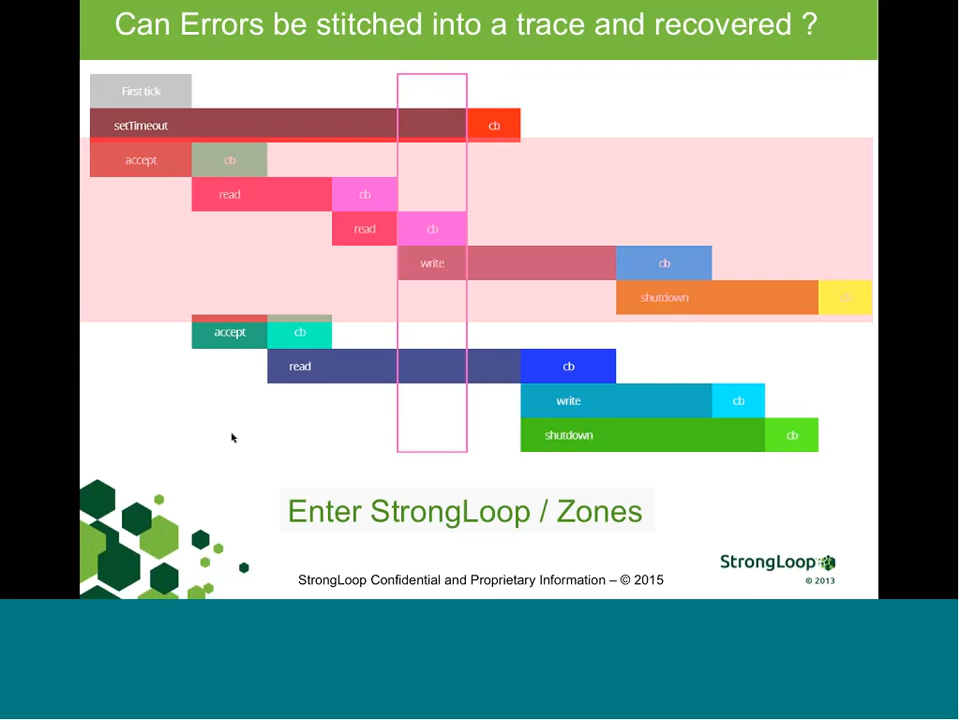 Can Errors be stitched into a trace and recovered ?
First tick
setTimeout
cb
accept
cb
read
cb
read
cb
write
cb
shutdown
cb
accept
cb
read
cb
write
cb
shutdown
cb
Enter StrongLoop / Zones
StrongLoop
© 2013
StrongLoop Confidential and Proprietary Information – © 2015